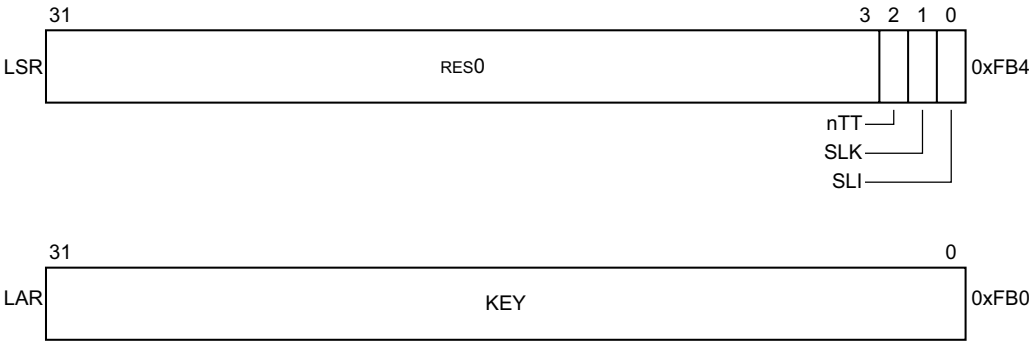 31 3 2 1 0
LSR RES0 0xFB4
nTT
SLK
SLI
31 0
LAR KEY 0xFB0